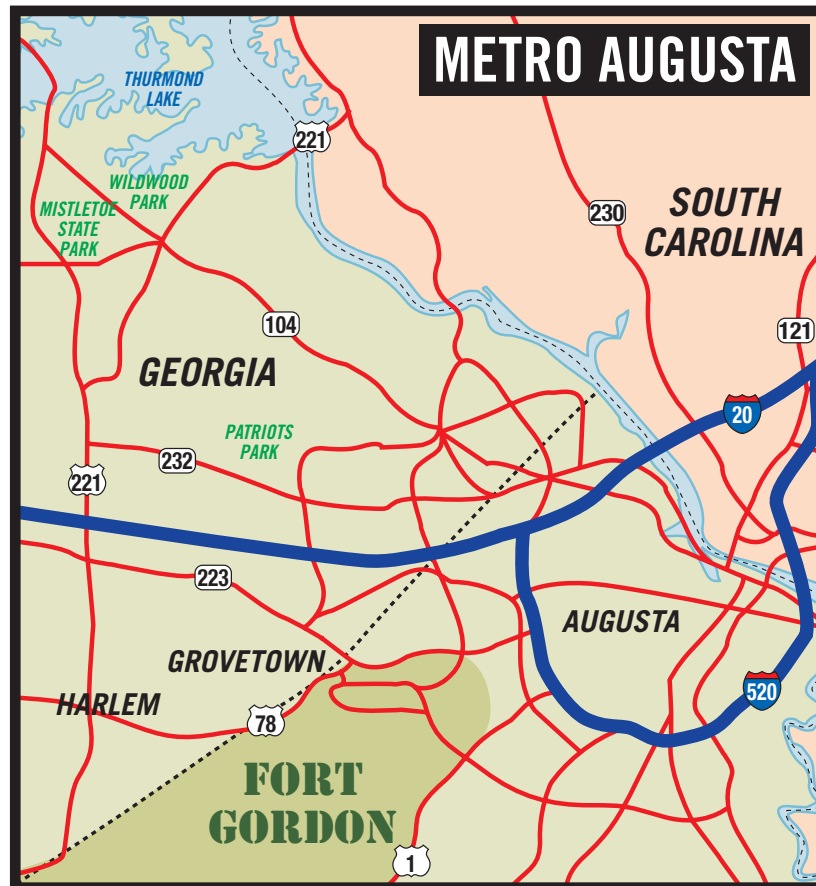 METRO AUGUSTA
THURMOND
LAKE
221
WILDWOOD
PARK
MISTLETOE
STATE
PARK
230
SOUTH
CAROLINA
104
121
GEORGIA
20
PATRIOTS
PARK
232
221
223
AUGUSTA
GROVETOWN
HARLEM
520
78
FORT
GORDON
1